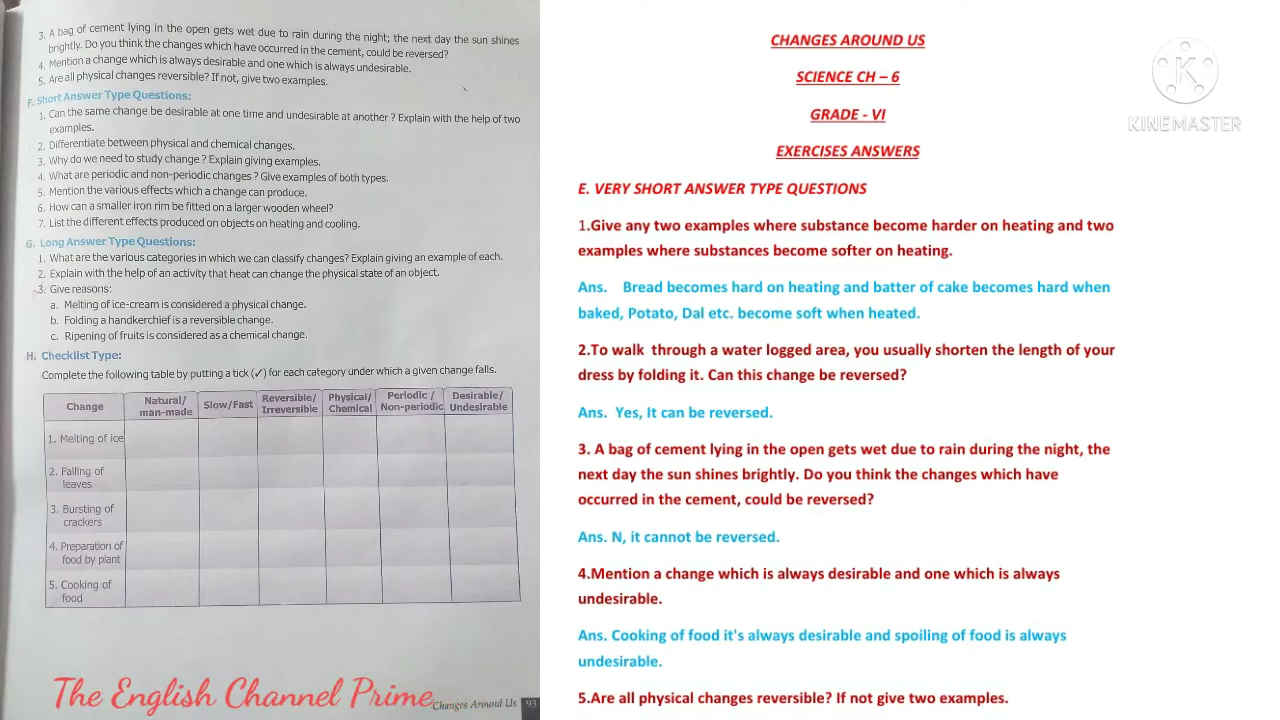 3. A bag of cement lying in the open gets wet due to rain during the night; the next day the sun shines
brightly. Do you think the changes which have occurred in the cement, could be reversed?
4. Mention a change which is always desirable and one which is always undesirable.
5. Are all physical changes reversible? If not, give two examples.
F. Short Answer Type Questions:
1. Can the same change be desirable at one time and undesirable at another ? Explain with the help of two
examples.
2. Differentiate between physical and chemical changes.
3. Why do we need to study change ? Explain giving examples.
4. What are periodic and non-periodic changes ? Give examples of both types.
5. Mention the various effects which a change can produce.
6. How can a smaller iron rim be fitted on a larger wooden wheel?
7. List the different effects produced on objects on heating and cooling.
G. Long Answer Type Questions:
1. What are the various categories in which we can classify changes? Explain giving an example of each.
2. Explain with the help of an activity that heat can change the physical state of an object.
3. Give reasons:
a. Melting of ice-cream is considered a physical change.
b. Folding a handkerchief is a reversible change.
c. Ripening of fruits is considered as a chemical change.
H. Checklist Type:
Complete the following table by putting a tick (✓) for each category under which a given change falls.
Change Natural/ man-made Slow/Fast Reversible/ Irreversible Physical/ Chemical Periodic / Non-periodic Desirable/ Undesirable
1. Melting of ice
2. Falling of
leaves
3. Bursting of
crackers
4. Preparation of
food by plant
5. Cooking of
food
The English Channel Prime
Changes Around Us 93
CHANGES AROUND US
SCIENCE CH – 6
GRADE - VI
EXERCISES ANSWERS
E. VERY SHORT ANSWER TYPE QUESTIONS
1.Give any two examples where substance become harder on heating and two
examples where substances become softer on heating.
Ans. Bread becomes hard on heating and batter of cake becomes hard when
baked, Potato, Dal etc. become soft when heated.
2.To walk through a water logged area, you usually shorten the length of your
dress by folding it. Can this change be reversed?
Ans. Yes, It can be reversed.
3. A bag of cement lying in the open gets wet due to rain during the night, the
next day the sun shines brightly. Do you think the changes which have
occurred in the cement, could be reversed?
Ans. N, it cannot be reversed.
4.Mention a change which is always desirable and one which is always
undesirable.
Ans. Cooking of food it's always desirable and spoiling of food is always
undesirable.
5.Are all physical changes reversible? If not give two examples.
K
KINEMASTER